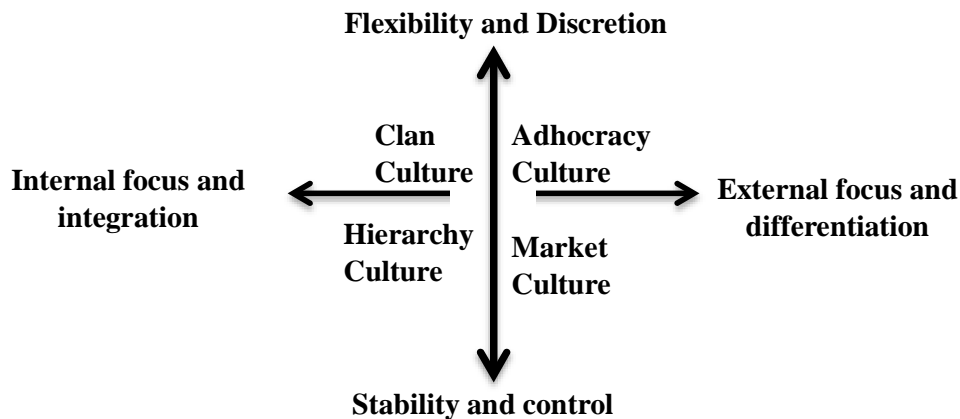 Flexibility and Discretion
Clan
Culture
Adhocracy
Culture
Internal focus and
integration
External focus and
differentiation
Hierarchy
Culture
Market
Culture
Stability and control